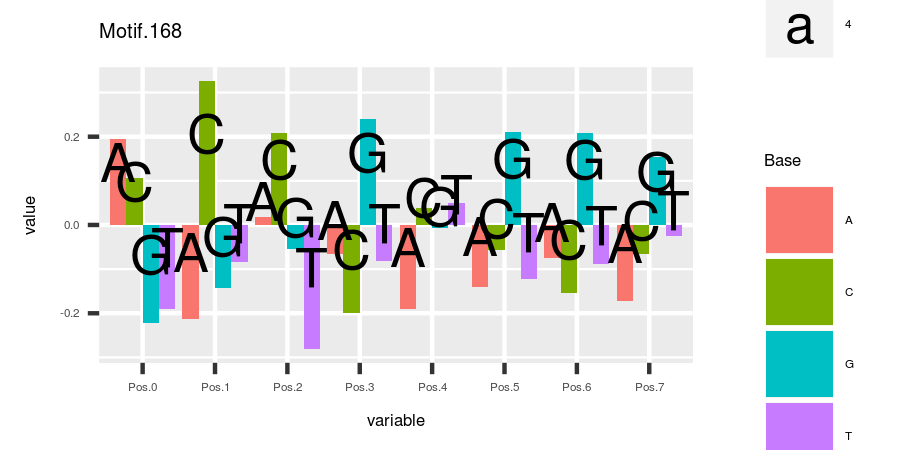 Motif.168
a 4
value
0.2
0.0
-0.2
A C G T A C G T A C G T A C G T A C G T A C G T A C G T A C G T
Pos.0 Pos.1 Pos.2 Pos.3 Pos.4 Pos.5 Pos.6 Pos.7
variable
Base
A
C
G
T